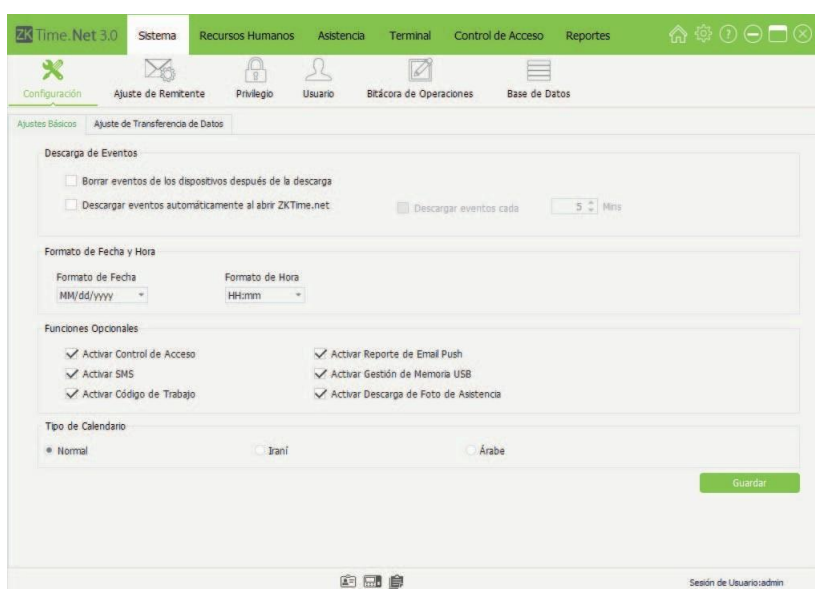 ZK Time.Net 3.0 Sistema Recursos Humanos Asistencia Terminal Control de Acceso Reportes
Configuración Ajuste de Remitente Privilegio Usuario Bitácora de Operaciones Base de Datos
Ajustes Básicos Ajuste de Transferencia de Datos
Descarga de Eventos
Borrar eventos de los dispositivos después de la descarga
Descargar eventos automáticamente al abrir ZKTime.net Descargar eventos cada 5 Mins
Formato de Fecha y Hora
Formato de Fecha Formato de Hora
MM/dd/yyyy HH:mm
Funciones Opcionales
Activar Control de Acceso Activar Reporte de Email Push
Activar SMS Activar Gestión de Memoria USB
Activar Código de Trabajo Activar Descarga de Foto de Asistencia
Tipo de Calendario
Normal Iraní Árabe
Guardar
Sesión de Usuario:admin